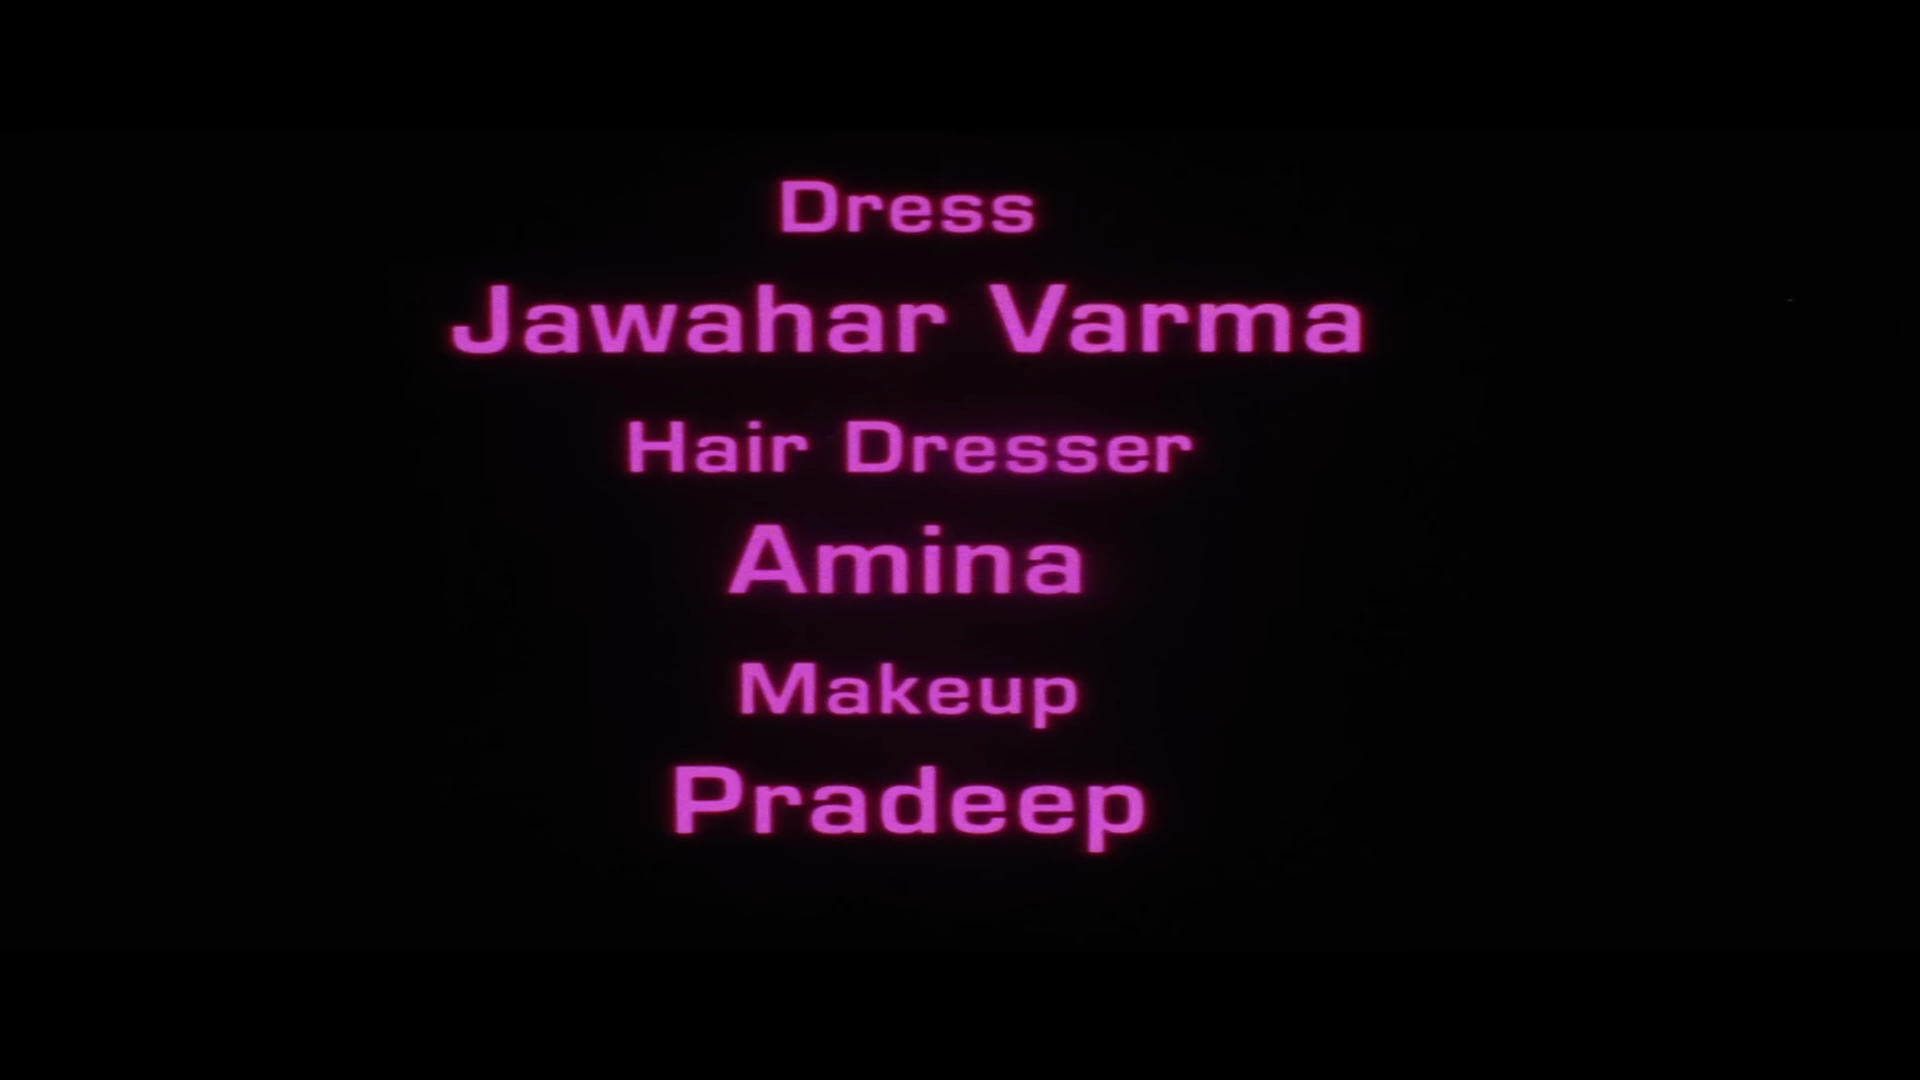 Dress
Jawahar Varma
Hair Dresser
Amina
Makeup
Pradeep